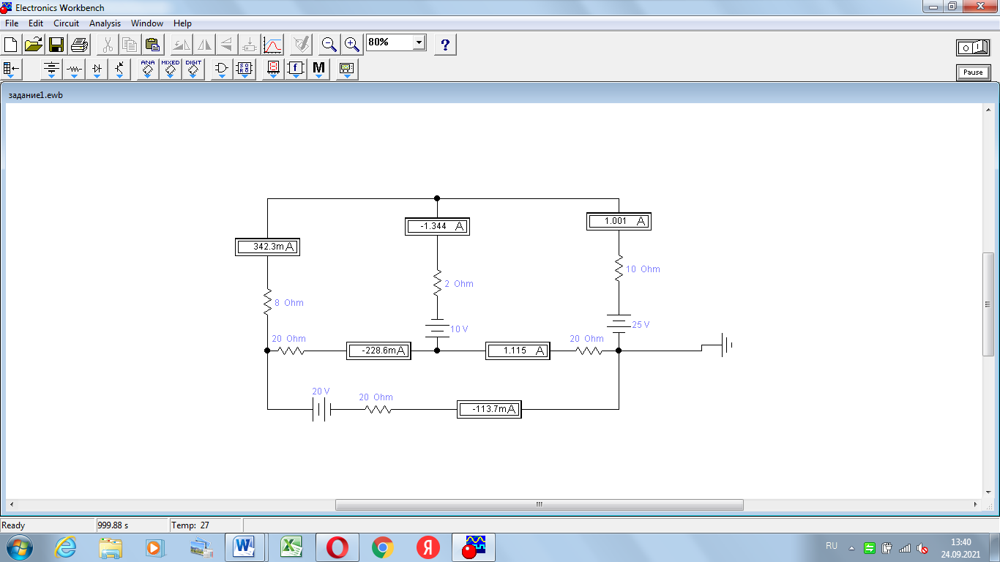 Electronics Workbench
File Edit Circuit Analysis Window Help
80%
?
ANA MIXED DIGIT
f M
Pause
задание1.ewb
1.001 A
-1.344 A
342.3m A
10 Ohm
2 Ohm
8 Ohm
25 V
10 V
20 Ohm
20 Ohm
-228.6mA
1.115 A
20 V
20 Ohm
-113.7mA
Ready 999.88 s Temp: 27
RU
13:40
24.09.2021